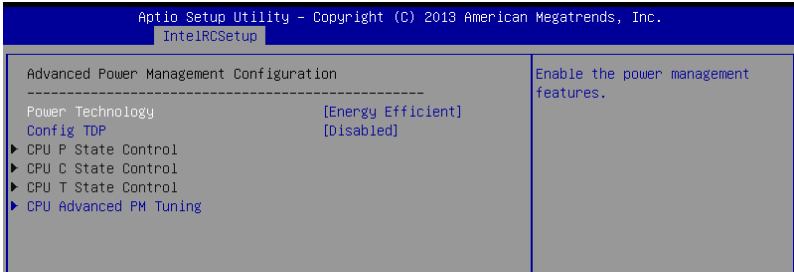 Aptio Setup Utility – Copyright (C) 2013 American Megatrends, Inc.
IntelRCSetup
Advanced Power Management Configuration
--------------------------------------------------
Power Technology [Energy Efficient]
Config TDP [Disabled]
CPU P State Control
CPU C State Control
CPU T State Control
CPU Advanced PM Tuning
Enable the power management
features.